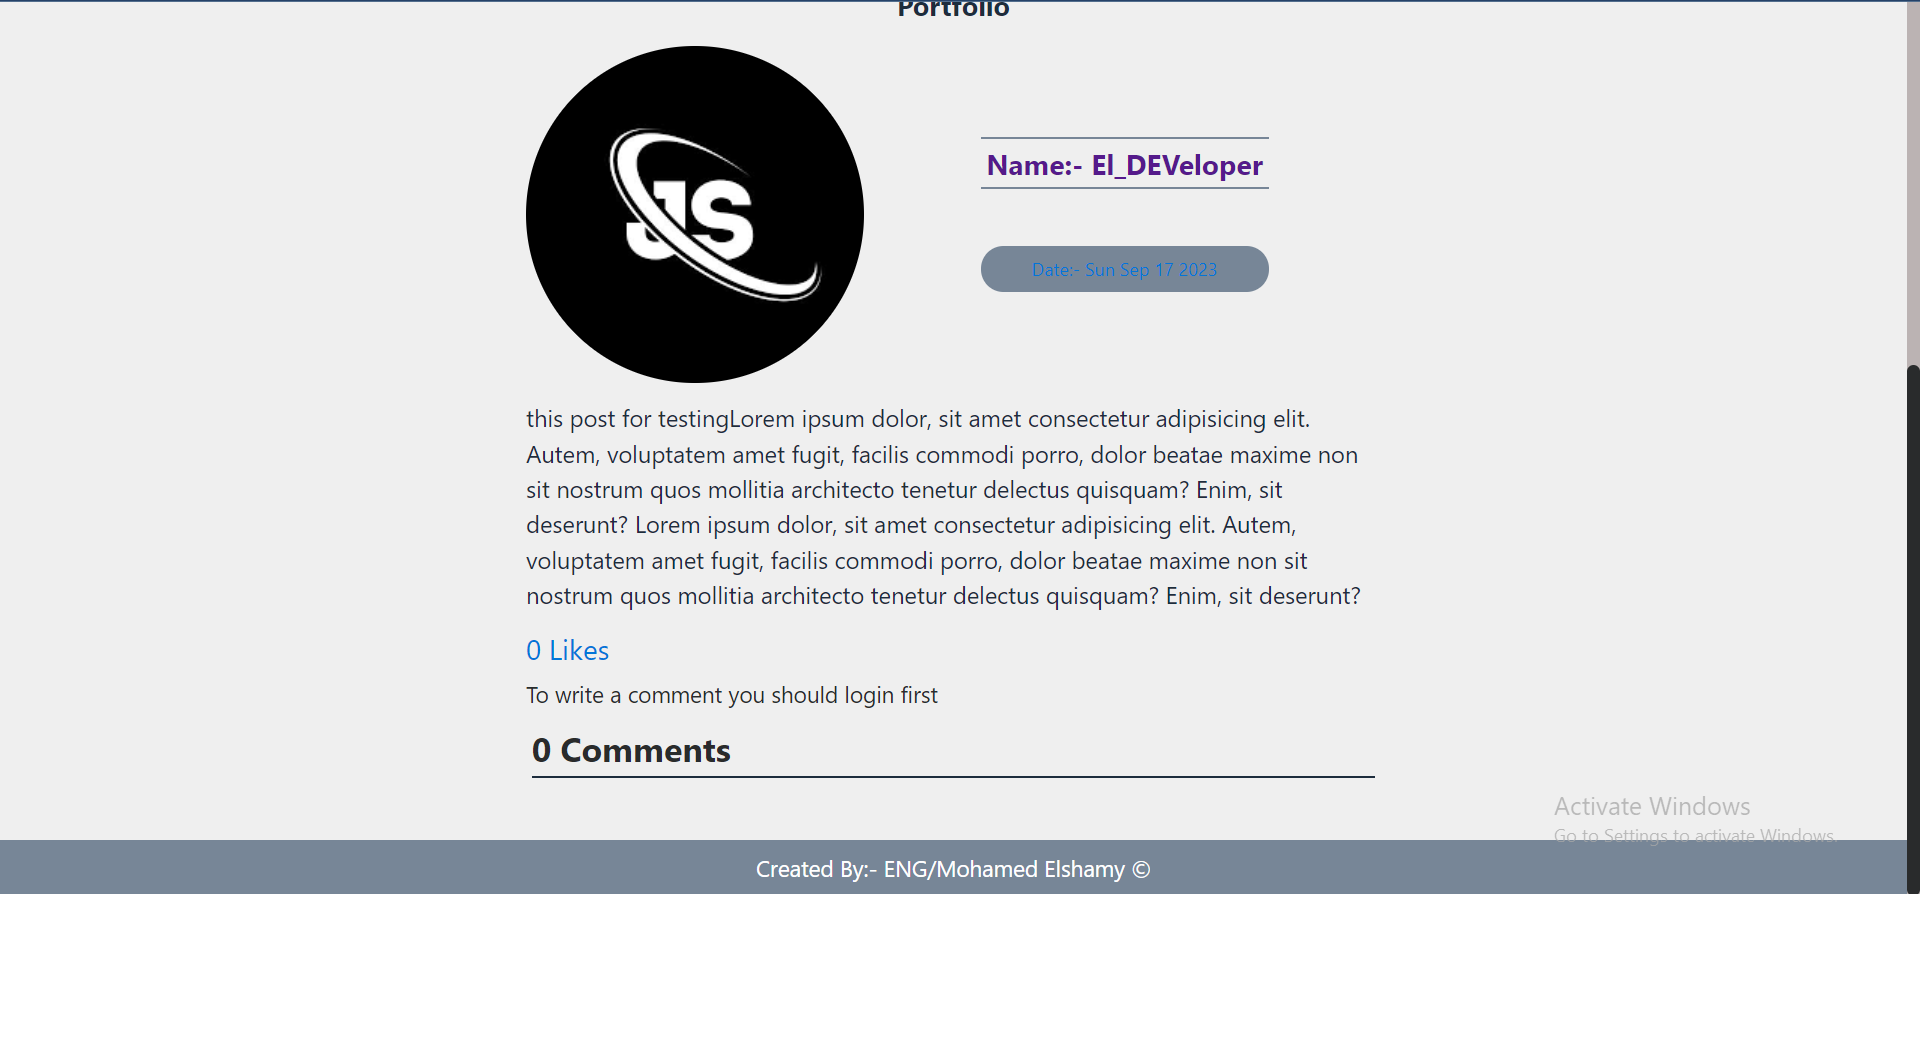 Portfolio
JS
Name:- El_DEVeloper
Date:- Sun Sep 17 2023
this post for testingLorem ipsum dolor, sit amet consectetur adipisicing elit.
Autem, voluptatem amet fugit, facilis commodi porro, dolor beatae maxime non
sit nostrum quos mollitia architecto tenetur delectus quisquam? Enim, sit
deserunt? Lorem ipsum dolor, sit amet consectetur adipisicing elit. Autem,
voluptatem amet fugit, facilis commodi porro, dolor beatae maxime non sit
nostrum quos mollitia architecto tenetur delectus quisquam? Enim, sit deserunt?
0 Likes
To write a comment you should login first
0 Comments
Activate Windows
Go to Settings to activate Windows.
Created By:- ENG/Mohamed Elshamy ©